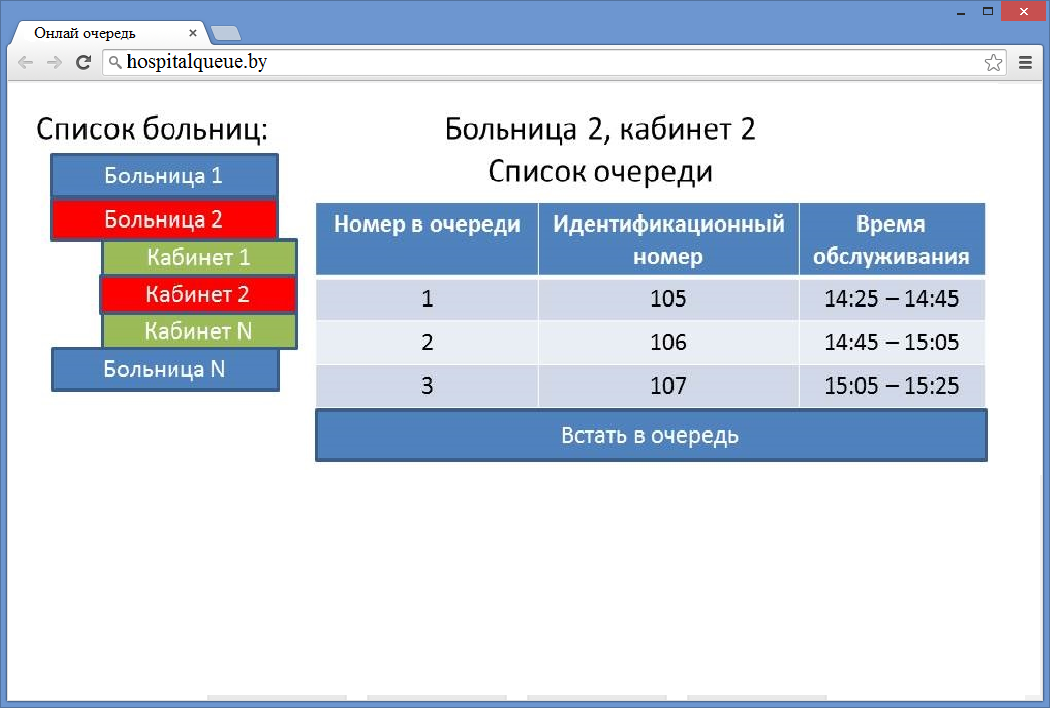 Онлай очередь
hospitalqueue.by
Список больниц:
Больница 1
Больница 2
Кабинет 1
Кабинет 2
Кабинет N
Больница N
Больница 2, кабинет 2
Список очереди
Номер в очереди Идентификационный номер Время обслуживания
1 105 14:25 – 14:45
2 106 14:45 – 15:05
3 107 15:05 – 15:25
Встать в очередь